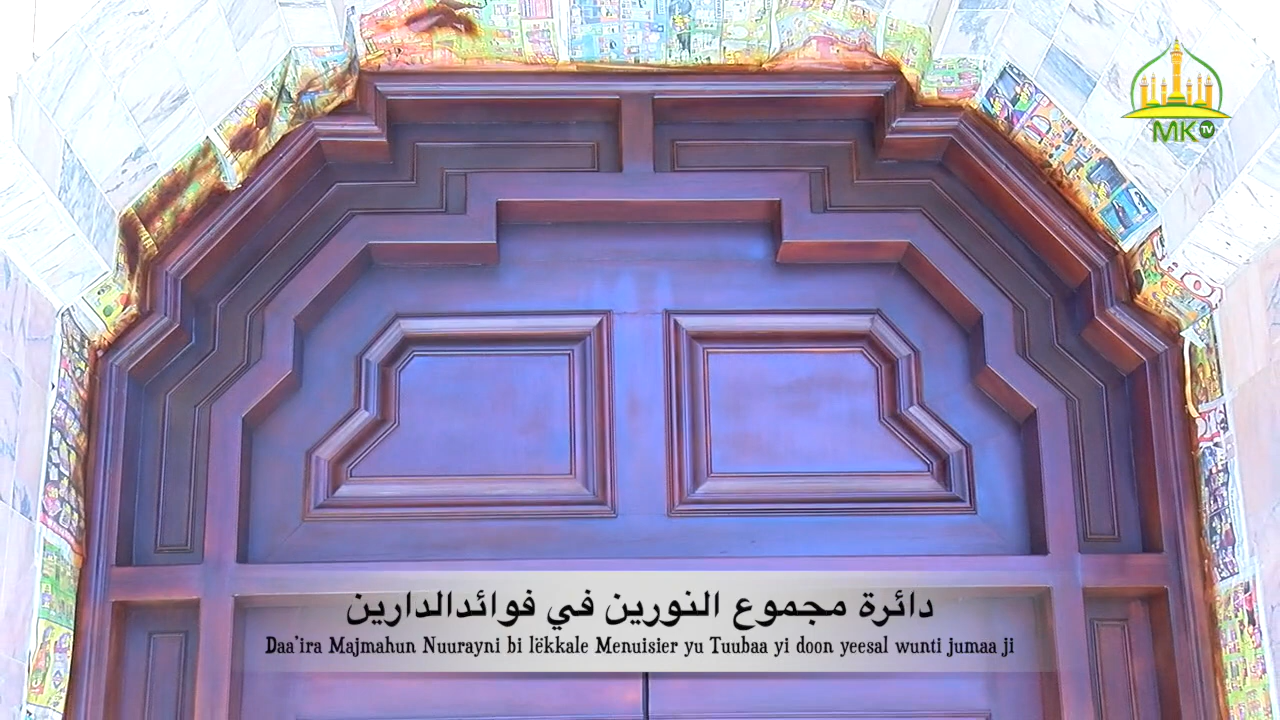 MK TV
دائرة مجموع النورين في فوائدالدارين
Daa'ira Majmahun Nuurayni bi lëkkale Menuisier yu Tuubaa yi doon yeesal wunti jumaa ji